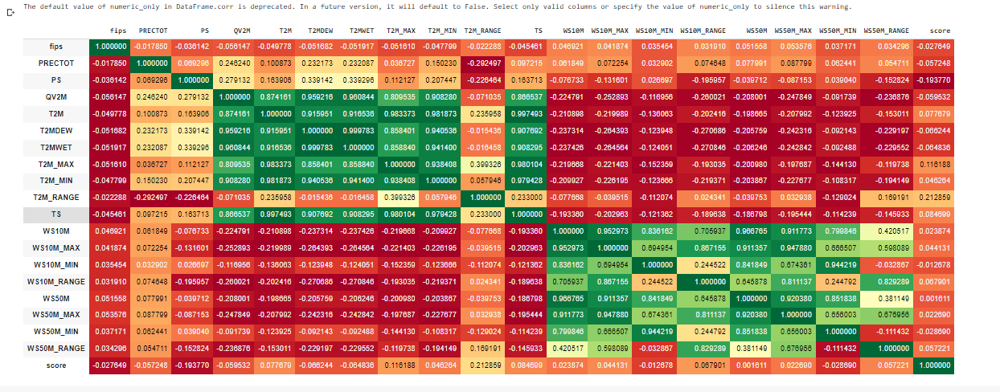 The default value of numeric_only in DataFrame.corr is deprecated. In a future version, it will default to False. Select only valid columns or specify the value of numeric_only to silence this warning.
fips PRECTOT PS QV2M T2M T2MDEW T2MWET T2M_MAX T2M_MIN T2M_RANGE TS WS10M WS10M_MAX WS10M_MIN WS10M_RANGE WS50M WS50M_MAX WS50M_MIN WS50M_RANGE score
fips 1.000000 -0.017850 -0.036142 -0.056147 -0.049778 -0.051682 -0.051917 -0.051610 -0.047799 -0.022288 -0.045461 0.046921 0.041874 0.035454 0.031910 0.051558 0.053576 0.037171 0.034296 -0.027649
PRECTOT -0.017850 1.000000 0.069296 0.246240 0.100873 0.232173 0.232087 0.036727 0.150230 -0.292497 0.097215 0.061849 0.072254 0.032902 0.074648 0.077991 0.087799 0.062441 0.054711 -0.057248
PS -0.036142 0.069296 1.000000 0.279132 0.163906 0.339142 0.339296 0.112127 0.207447 -0.226464 0.163713 -0.076733 -0.131601 0.026697 -0.195957 -0.039712 -0.087153 0.039040 -0.152824 -0.193770
QV2M -0.056147 0.246240 0.279132 1.000000 0.874161 0.959216 0.960844 0.809535 0.908280 -0.071035 0.866537 -0.224791 -0.252893 -0.116956 -0.260021 -0.208001 -0.247849 -0.091739 -0.236876 -0.059532
T2M -0.049778 0.100873 0.163906 0.874161 1.000000 0.915951 0.916536 0.983373 0.981873 0.235958 0.997493 -0.210898 -0.219989 -0.136063 -0.202416 -0.198665 -0.207992 -0.123925 -0.153011 0.077679
T2MDEW -0.051682 0.232173 0.339142 0.959216 0.915951 1.000000 0.999783 0.858401 0.940536 -0.015436 0.907692 -0.237314 -0.264393 -0.123948 -0.270686 -0.205759 -0.242316 -0.092143 -0.229197 -0.066244
T2MWET -0.051917 0.232087 0.339296 0.960844 0.916536 0.999783 1.000000 0.858840 0.941400 -0.016458 0.908295 -0.237426 -0.264564 -0.124051 -0.270846 -0.206246 -0.242842 -0.092488 -0.229552 -0.064836
T2M_MAX -0.051610 0.036727 0.112127 0.809535 0.983373 0.858401 0.858840 1.000000 0.938408 0.399326 0.980104 -0.219668 -0.221403 -0.152359 -0.193035 -0.200980 -0.197687 -0.144130 -0.119738 0.116188
T2M_MIN -0.047799 0.150230 0.207447 0.908280 0.981873 0.940536 0.941400 0.938408 1.000000 0.057946 0.979428 -0.209927 -0.226195 -0.123666 -0.219371 -0.203867 -0.227677 -0.108317 -0.194149 0.046264
T2M_RANGE -0.022288 -0.292497 -0.226464 -0.071035 0.235958 -0.015436 -0.016458 0.399326 0.057946 1.000000 0.233000 -0.077668 -0.039515 -0.112074 0.024341 -0.039753 0.032938 -0.129024 0.169191 0.212859
TS -0.045461 0.097215 0.163713 0.866537 0.997493 0.907692 0.908295 0.980104 0.979428 0.233000 1.000000 -0.193360 -0.202963 -0.121362 -0.189638 -0.186798 -0.195444 -0.114239 -0.145933 0.084699
WS10M 0.046921 0.061849 -0.076733 -0.224791 -0.210898 -0.237314 -0.237426 -0.219668 -0.209927 -0.077668 -0.193360 1.000000 0.952973 0.836162 0.705937 0.966765 0.911773 0.799846 0.420517 0.023874
WS10M_MAX 0.041874 0.072254 -0.131601 -0.252893 -0.219989 -0.264393 -0.264564 -0.221403 -0.226195 -0.039515 -0.202963 0.952973 1.000000 0.694954 0.867155 0.911357 0.947880 0.666507 0.598089 0.044131
WS10M_MIN 0.035454 0.032902 0.026697 -0.116956 -0.136063 -0.123948 -0.124051 -0.152359 -0.123666 -0.112074 -0.121362 0.836162 0.694954 1.000000 0.244522 0.841849 0.674361 0.944219 -0.032867 -0.012678
WS10M_RANGE 0.031910 0.074648 -0.195957 -0.260021 -0.202416 -0.270686 -0.270846 -0.193035 -0.219371 0.024341 -0.189638 0.705937 0.867155 0.244522 1.000000 0.645878 0.811137 0.244792 0.829289 0.067901
WS50M 0.051558 0.077991 -0.039712 -0.208001 -0.198665 -0.205759 -0.206246 -0.200980 -0.203867 -0.039753 -0.186798 0.966765 0.911357 0.841849 0.645878 1.000000 0.920380 0.851838 0.381149 0.001611
WS50M_MAX 0.053576 0.087799 -0.087153 -0.247849 -0.207992 -0.242316 -0.242842 -0.197687 -0.227677 0.032938 -0.195444 0.911773 0.947880 0.674361 0.811137 0.920380 1.000000 0.656003 0.676956 0.022690
WS50M_MIN 0.037171 0.062441 0.039040 -0.091739 -0.123925 -0.092143 -0.092488 -0.144130 -0.108317 -0.129024 -0.114239 0.799846 0.666507 0.944219 0.244792 0.851838 0.656003 1.000000 -0.111432 -0.028690
WS50M_RANGE 0.034296 0.054711 -0.152824 -0.236876 -0.153011 -0.229197 -0.229552 -0.119738 -0.194149 0.169191 -0.145933 0.420517 0.598089 -0.032867 0.829289 0.381149 0.676956 -0.111432 1.000000 0.057221
score -0.027649 -0.057248 -0.193770 -0.059532 0.077679 -0.066244 -0.064836 0.116188 0.046264 0.212859 0.084699 0.023874 0.044131 -0.012678 0.067901 0.001611 0.022690 -0.028690 0.057221 1.000000